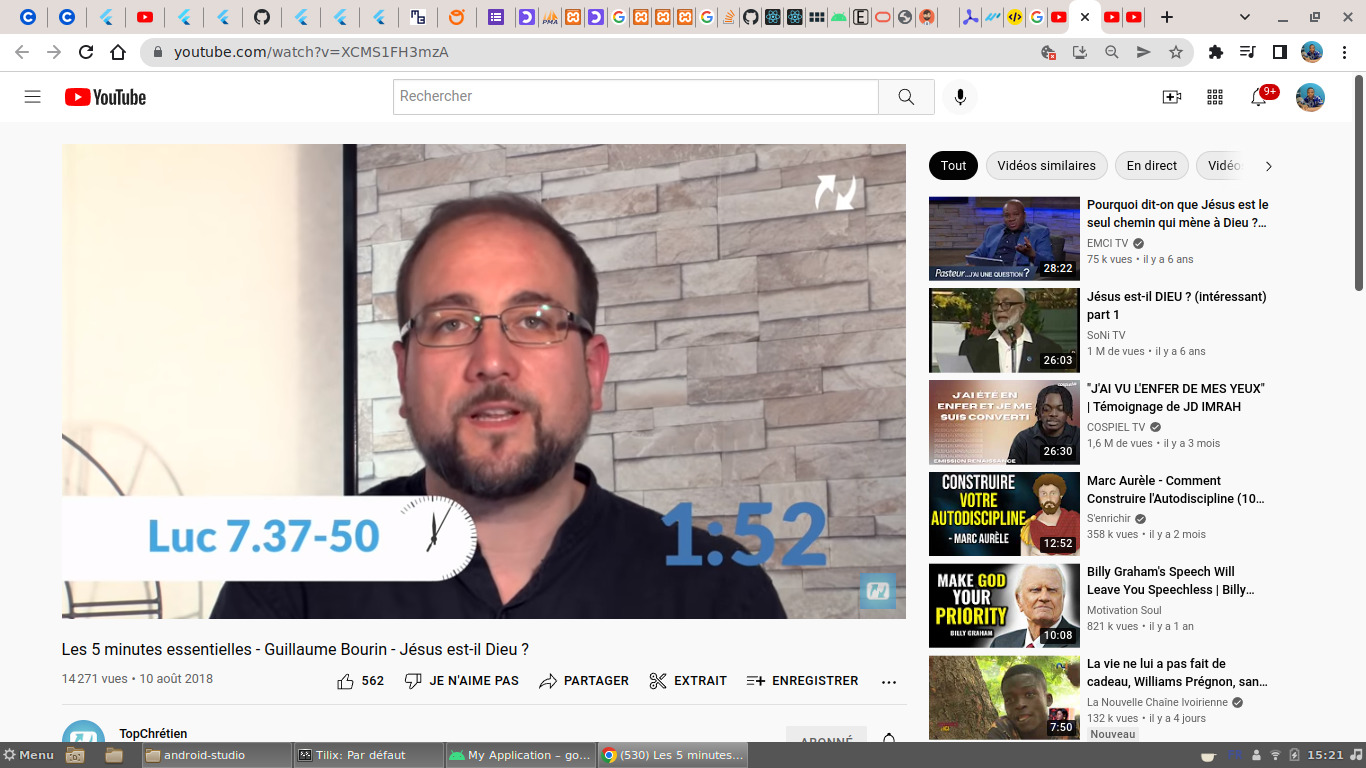 youtube.com/watch?v=XCMS1FH3mzA
YouTube
Rechercher
9+
Luc 7.37-50
1:52
Les 5 minutes essentielles - Guillaume Bourin - Jésus est-il Dieu ?
14 271 vues • 10 août 2018
562
JE N'AIME PAS
PARTAGER
EXTRAIT
ENREGISTRER
TopChrétien
ABONNÉ
Tout
Vidéos similaires
En direct
Pasteur...J'AI UNE QUESTION ?
28:22
Pourquoi dit-on que Jésus est le
seul chemin qui mène à Dieu ?…
EMCI TV
75 k vues • il y a 6 ans
26:03
Jésus est-il DIEU ? (intéressant)
part 1
SoNi TV
1 M de vues • il y a 6 ans
J'AI ÉTÉ EN
ENFER ET JE ME
SUIS CONVERTI
EMISSION RENAISSANCE
26:30
"J'AI VU L'ENFER DE MES YEUX"
| Témoignage de JD IMRAH
COSPIEL TV
1,6 M de vues • il y a 3 mois
CONSTRUIRE
VOTRE
AUTODISCIPLINE
- MARC AURÈLE
12:52
Marc Aurèle - Comment
Construire l'Autodiscipline (10…
S'enrichir
358 k vues • il y a 2 mois
MAKE GOD
YOUR
PRIORITY
BILLY GRAHAM
10:08
Billy Graham's Speech Will
Leave You Speechless | Billy…
Motivation Soul
821 k vues • il y a 1 an
7:50
La vie ne lui a pas fait de
cadeau, Williams Prégnon, san…
La Nouvelle Chaîne Ivoirienne
132 k vues • il y a 4 jours
Nouveau
Menu
android-studio
Tilix: Par défaut
My Application – go...
(530) Les 5 minutes...
15:21